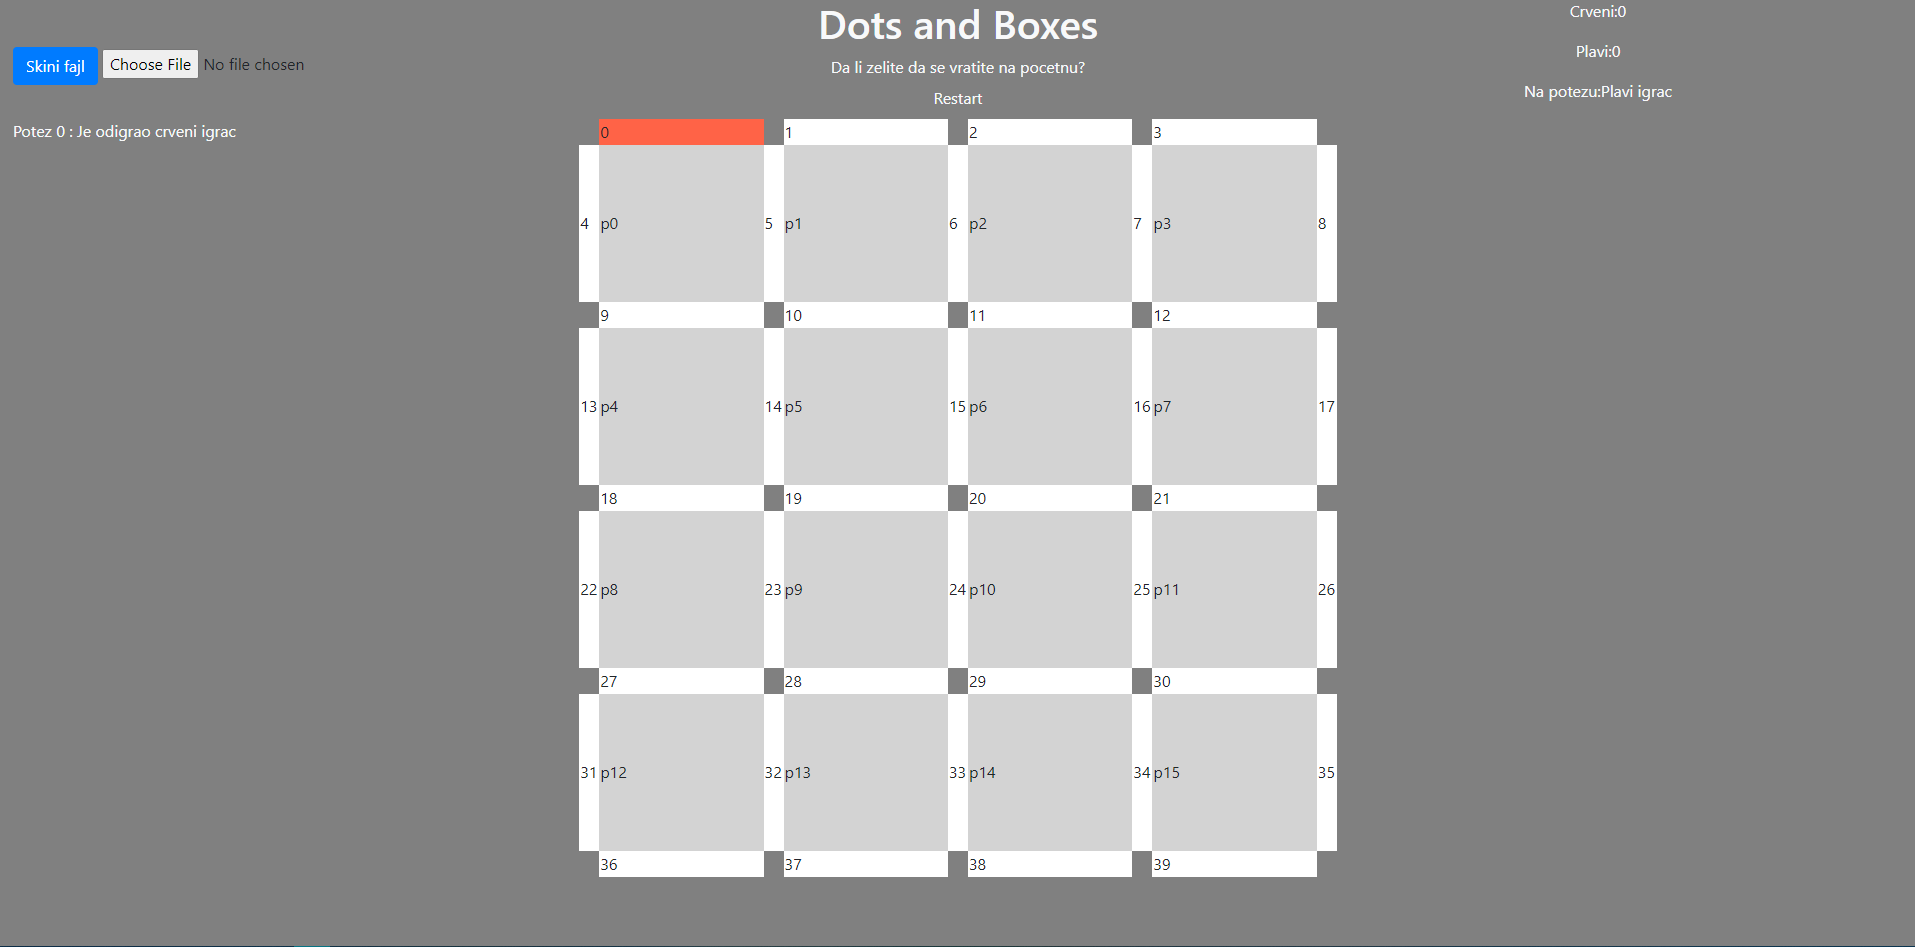 Dots and Boxes
Crveni:0
Skini fajl Choose File No file chosen
Da li zelite da se vratite na pocetnu?
Plavi:0
Restart
Na potezu:Plavi igrac
Potez 0 : Je odigrao crveni igrac
0 1 2 3
4 p0 5 p1 6 p2 7 p3 8
9 10 11 12
13 p4 14 p5 15 p6 16 p7 17
18 19 20 21
22 p8 23 p9 24 p10 25 p11 26
27 28 29 30
31 p12 32 p13 33 p14 34 p15 35
36 37 38 39